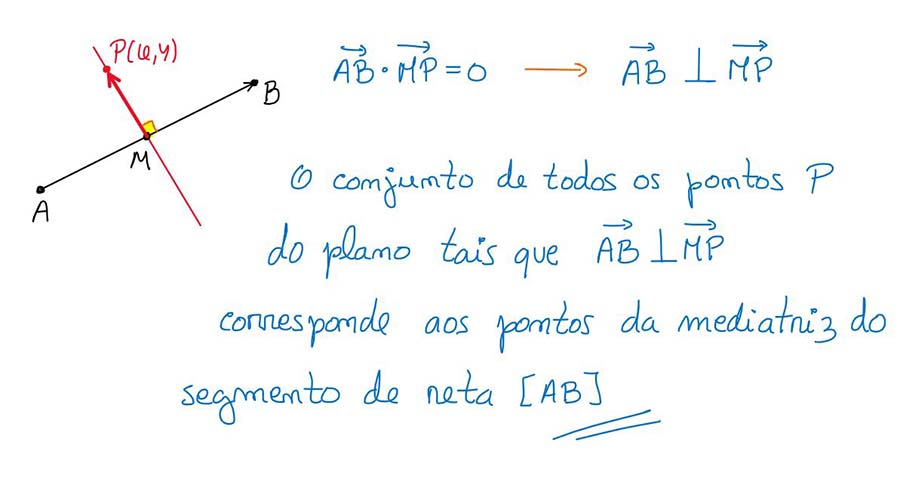 P(x,y)
B
M
A
$\overrightarrow{AB} \cdot \overrightarrow{MP} = 0 \longrightarrow \overrightarrow{AB} \perp \overrightarrow{MP}$
O conjunto de todos os pontos P
do plano tais que $\overrightarrow{AB} \perp \overrightarrow{MP}$
corresponde aos pontos da mediatriz do
segmento de reta [AB]